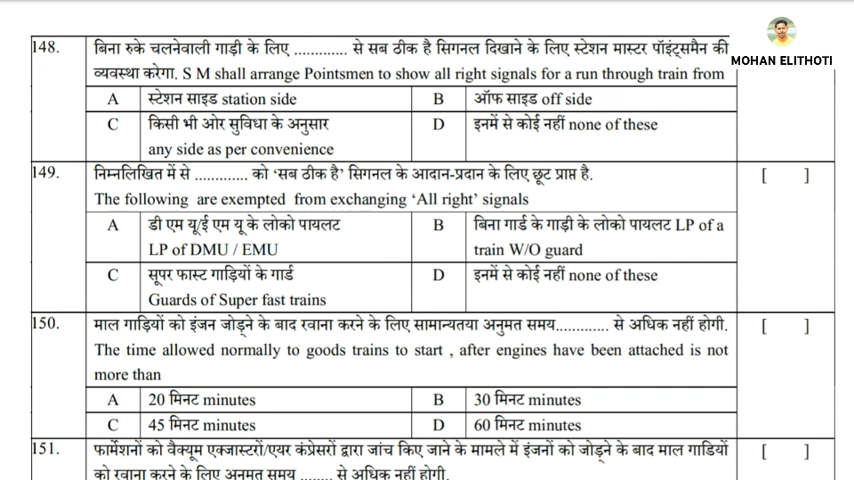 148. बिना रुके चलनेवाली गाड़ी के लिए ............. से सब ठीक है सिगनल दिखाने के लिए स्टेशन मास्टर पॉइंट्समैन की
व्यवस्था करेगा. S M shall arrange Pointsmen to show all right signals for a run through train from
MOHAN ELITHOTI
A स्टेशन साइड station side B ऑफ साइड off side
C किसी भी ओर सुविधा के अनुसार D इनमें से कोई नहीं none of these
any side as per convenience
149. निम्नलिखित में से ............. को ‘सब ठीक है’ सिगनल के आदान-प्रदान के लिए छूट प्राप्त है. [ ]
The following are exempted from exchanging ‘All right’ signals
A डी एम यू/ई एम यू के लोको पायलट B बिना गार्ड के गाड़ी के लोको पायलट LP of a
LP of DMU / EMU train W/O guard
C सूपर फास्ट गाड़ियों के गार्ड D इनमें से कोई नहीं none of these
Guards of Super fast trains
150. माल गाड़ियों को इंजन जोड़ने के बाद रवाना करने के लिए सामान्यतया अनुमत समय............. से अधिक नहीं होगी. [ ]
The time allowed normally to goods trains to start , after engines have been attached is not
more than
A 20 मिनट minutes B 30 मिनट minutes
C 45 मिनट minutes D 60 मिनट minutes
151. फार्मेशनों को वैक्यूम एक्जास्टरों/एयर कंप्रेसरों द्वारा जांच किए जाने के मामले में इंजनों को जोड़ने के बाद माल गाडियों [ ]
को रवाना करने के लिए अनुमत समय ........ से अधिक नहीं होगी.